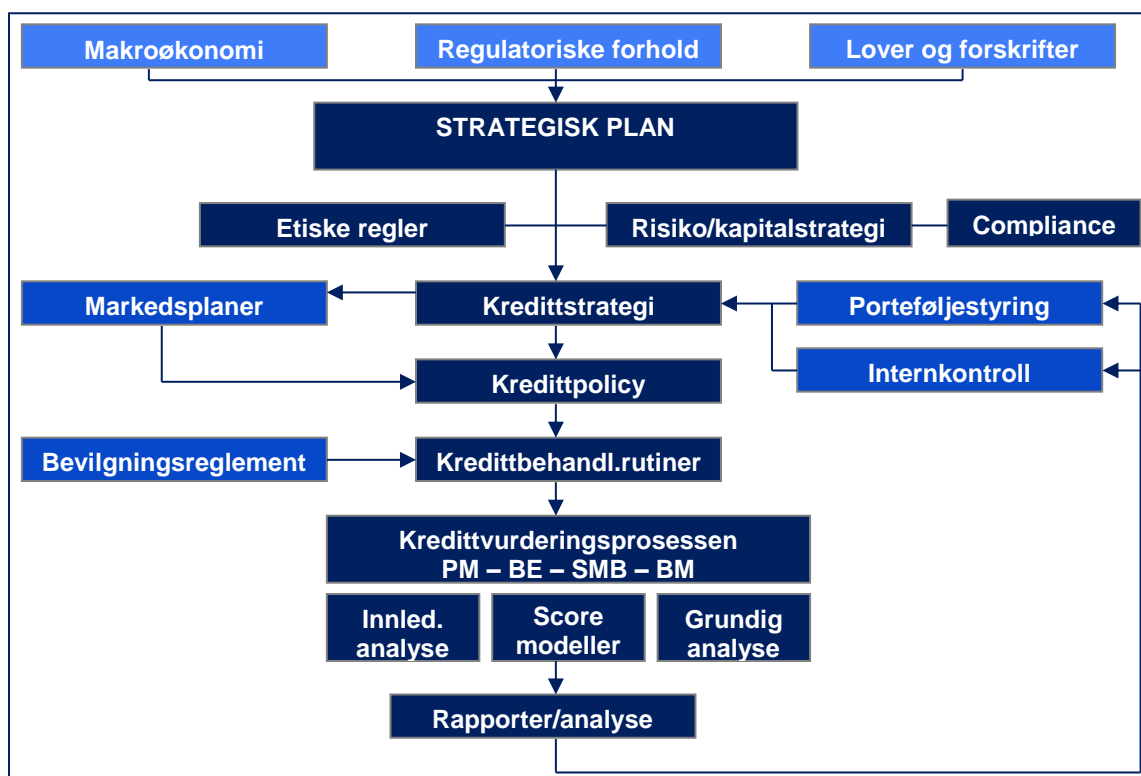 Makroøkonomi
Regulatoriske forhold
Lover og forskrifter
STRATEGISK PLAN
Etiske regler
Risiko/kapitalstrategi
Compliance
Markedsplaner
Kredittstrategi
Porteføljestyring
Kredittpolicy
Internkontroll
Bevilgningsreglement
Kredittbehandl.rutiner
Kredittvurderingsprosessen
PM – BE – SMB – BM
Innled.
analyse
Score
modeller
Grundig
analyse
Rapporter/analyse